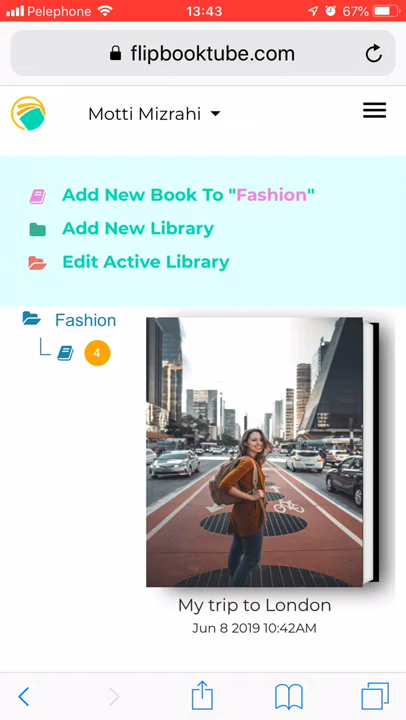 Pelephone 13:43 67%
flipbooktube.com
Motti Mizrahi
Add New Book To "Fashion"
Add New Library
Edit Active Library
Fashion
4
My trip to London
Jun 8 2019 10:42AM